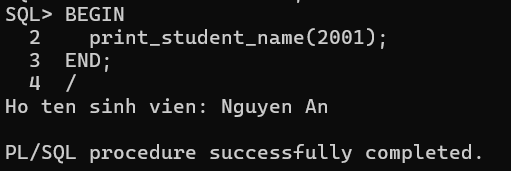 SQL> BEGIN
  2    print_student_name(2001);
  3  END;
  4  /
Ho ten sinh vien: Nguyen An

PL/SQL procedure successfully completed.